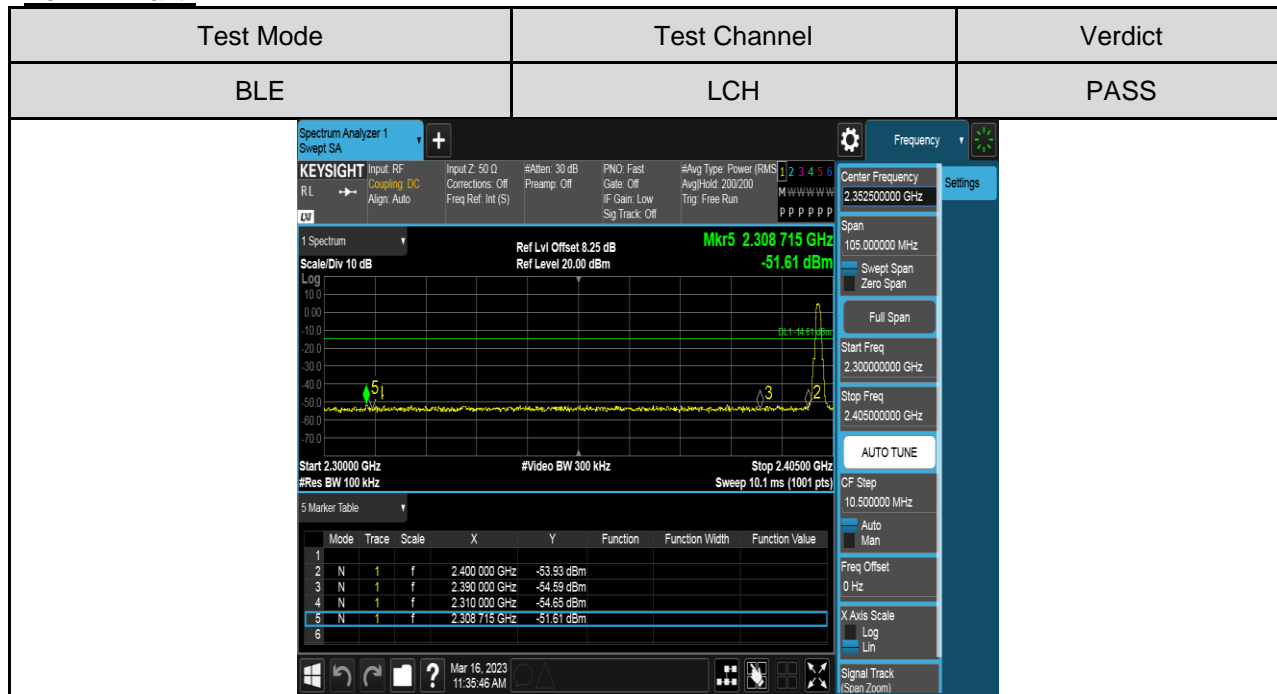 Test Mode Test Channel Verdict
BLE LCH PASS
Spectrum Analyzer 1
Swept SA
+
Frequency
KEYSIGHT
RL
LXI
Input: RF
Coupling: DC
Align: Auto
Input Z: 50 Ω
Corrections: Off
Freq Ref: Int (S)
#Atten: 30 dB
Preamp: Off
PNO: Fast
Gate: Off
IF Gain: Low
Sig Track: Off
#Avg Type: Power (RMS
Avg|Hold: 200/200
Trig: Free Run
1 2 3 4 5 6
M W W W W W
P P P P P P
1 Spectrum
Scale/Div 10 dB
Ref Lvl Offset 8.25 dB
Ref Level 20.00 dBm
Mkr5 2.308 715 GHz
-51.61 dBm
Log
10.0
0.00
-10.0
-20.0
-30.0
-40.0
-50.0
-60.0
-70.0
DL1 -14.61 dBm
5
3
2
Start 2.30000 GHz
#Video BW 300 kHz
Stop 2.40500 GHz
#Res BW 100 kHz
Sweep 10.1 ms (1001 pts)
5 Marker Table
Mode Trace Scale X Y Function Function Width Function Value
1
2 N 1 f 2.400 000 GHz -53.93 dBm
3 N 1 f 2.390 000 GHz -54.59 dBm
4 N 1 f 2.310 000 GHz -54.65 dBm
5 N 1 f 2.308 715 GHz -51.61 dBm
6
?
Mar 16, 2023
11:35:46 AM
Center Frequency
2.352500000 GHz
Settings
Span
105.000000 MHz
Swept Span
Zero Span
Full Span
Start Freq
2.300000000 GHz
Stop Freq
2.405000000 GHz
AUTO TUNE
CF Step
10.500000 MHz
Auto
Man
Freq Offset
0 Hz
X Axis Scale
Log
Lin
Signal Track
(Span Zoom)